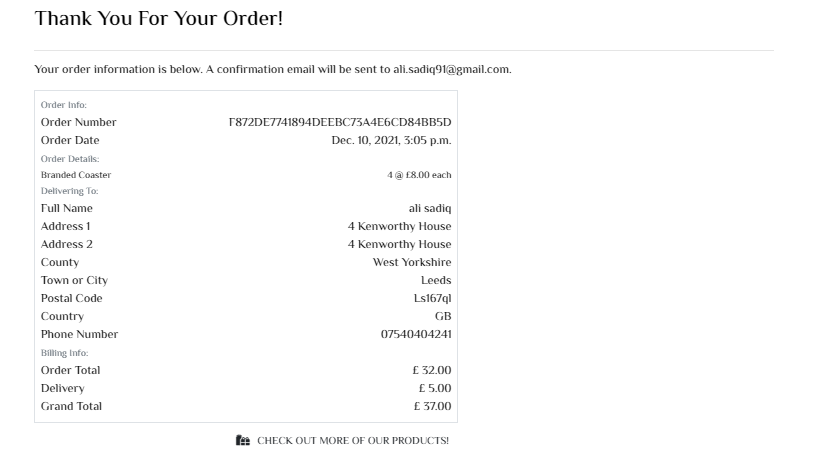 Thank You For Your Order!
Your order information is below. A confirmation email will be sent to ali.sadiq91@gmail.com.
Order Info:
Order Number F872DE7741894DEEBC73A4E6CD84BB5D
Order Date Dec. 10, 2021, 3:05 p.m.
Order Details:
Branded Coaster 4 @ £8.00 each
Delivering To:
Full Name ali sadiq
Address 1 4 Kenworthy House
Address 2 4 Kenworthy House
County West Yorkshire
Town or City Leeds
Postal Code Ls167ql
Country GB
Phone Number 07540404241
Billing Info:
Order Total £ 32.00
Delivery £ 5.00
Grand Total £ 37.00
CHECK OUT MORE OF OUR PRODUCTS!